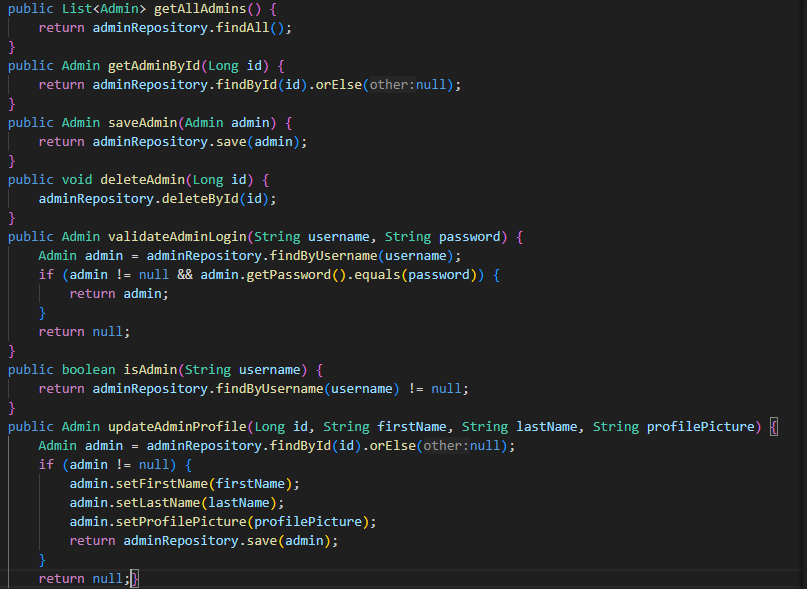 public List<Admin> getAllAdmins() {
    return adminRepository.findAll();
}
public Admin getAdminById(Long id) {
    return adminRepository.findById(id).orElse(other:null);
}
public Admin saveAdmin(Admin admin) {
    return adminRepository.save(admin);
}
public void deleteAdmin(Long id) {
    adminRepository.deleteById(id);
}
public Admin validateAdminLogin(String username, String password) {
    Admin admin = adminRepository.findByUsername(username);
    if (admin != null && admin.getPassword().equals(password)) {
        return admin;
    }
    return null;
}
public boolean isAdmin(String username) {
    return adminRepository.findByUsername(username) != null;
}
public Admin updateAdminProfile(Long id, String firstName, String lastName, String profilePicture) {
    Admin admin = adminRepository.findById(id).orElse(other:null);
    if (admin != null) {
        admin.setFirstName(firstName);
        admin.setLastName(lastName);
        admin.setProfilePicture(profilePicture);
        return adminRepository.save(admin);
    }
    return null;}